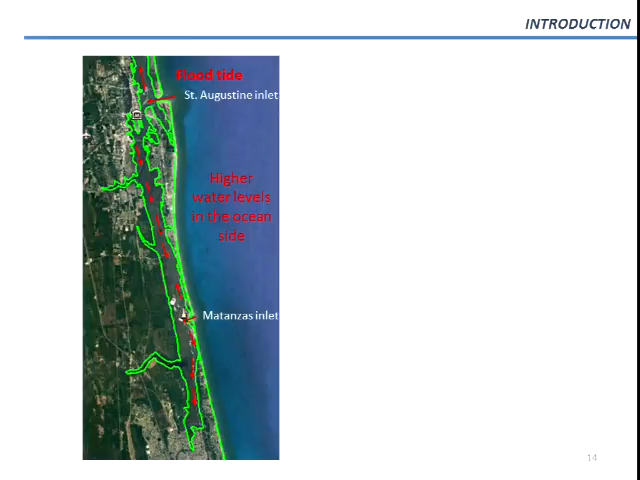 INTRODUCTION
Flood tide
St. Augustine inlet
Higher
water levels
in the ocean
side
Matanzas inlet
14